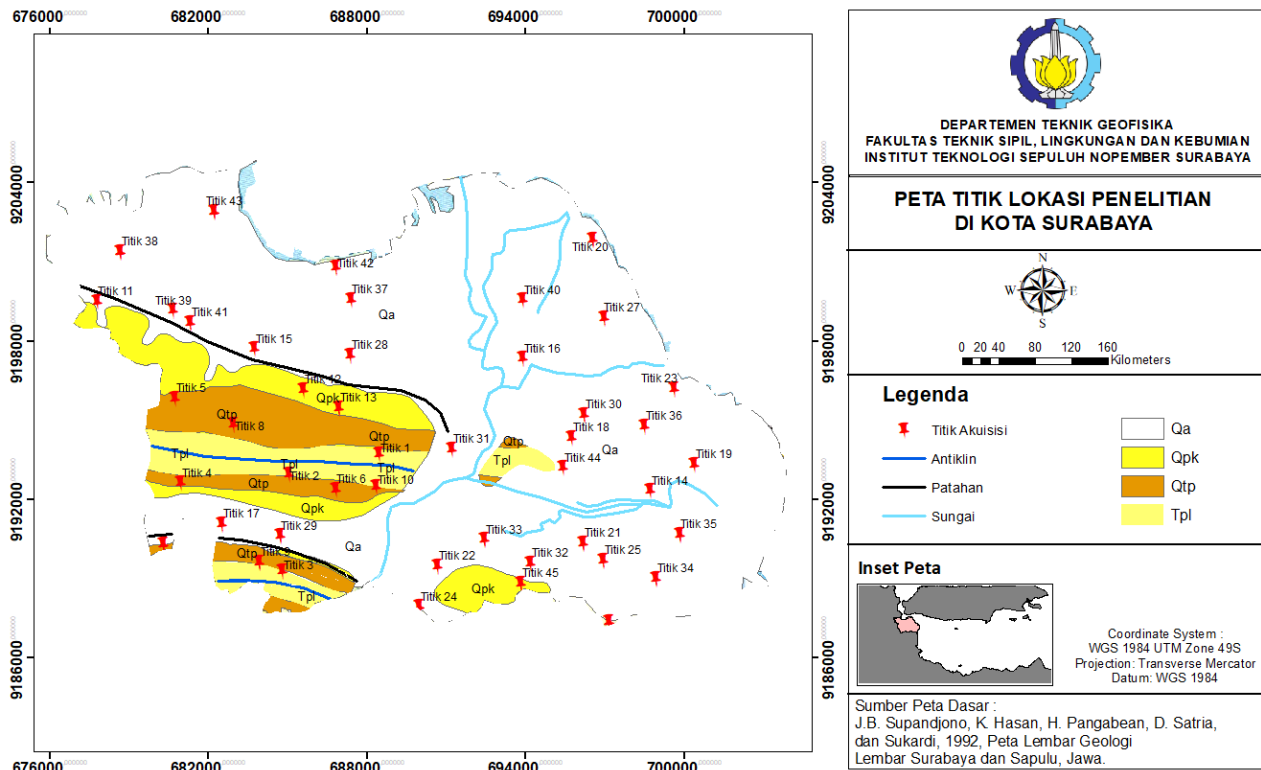 676000 682000 688000 694000 700000
9204000 9204000
9198000 9198000
9192000 9192000
9186000 9186000
Titik 43
Titik 38
Titik 20
Titik 42
Titik 11
Titik 39
Titik 37
Titik 40
Titik 41
Qa
Titik 27
Titik 15
Titik 28
Titik 16
Titik 5
Titik 12
Qpk
Titik 13
Titik 23
Qtp
Titik 8
Titik 30
Titik 36
Qtp
Titik 1
Titik 31
Titik 18
Qtp
Qa
Tpl
Tpl
Tpl
Titik 44
Titik 19
Titik 4
Titik 2
Qtp
Titik 6
Titik 10
Titik 14
Qpk
Titik 17
Titik 29
Qa
Titik 33
Titik 21
Titik 35
Qtp
Titik 3
Titik 22
Titik 32
Titik 25
Titik 45
Titik 34
Tpl
Titik 24
Qpk
676000 682000 688000 694000 700000
DEPARTEMEN TEKNIK GEOFISIKA
FAKULTAS TEKNIK SIPIL, LINGKUNGAN DAN KEBUMIAN
INSTITUT TEKNOLOGI SEPULUH NOPEMBER SURABAYA
PETA TITIK LOKASI PENELITIAN
DI KOTA SURABAYA
N
W E
S
0 20 40 80 120 160
Kilometers
Legenda
Titik Akuisisi
Antiklin
Patahan
Sungai
Qa
Qpk
Qtp
Tpl
Inset Peta
Coordinate System :
WGS 1984 UTM Zone 49S
Projection: Transverse Mercator
Datum: WGS 1984
Sumber Peta Dasar :
J.B. Supandjono, K. Hasan, H. Pangabean, D. Satria,
dan Sukardi, 1992, Peta Lembar Geologi
Lembar Surabaya dan Sapulu, Jawa.